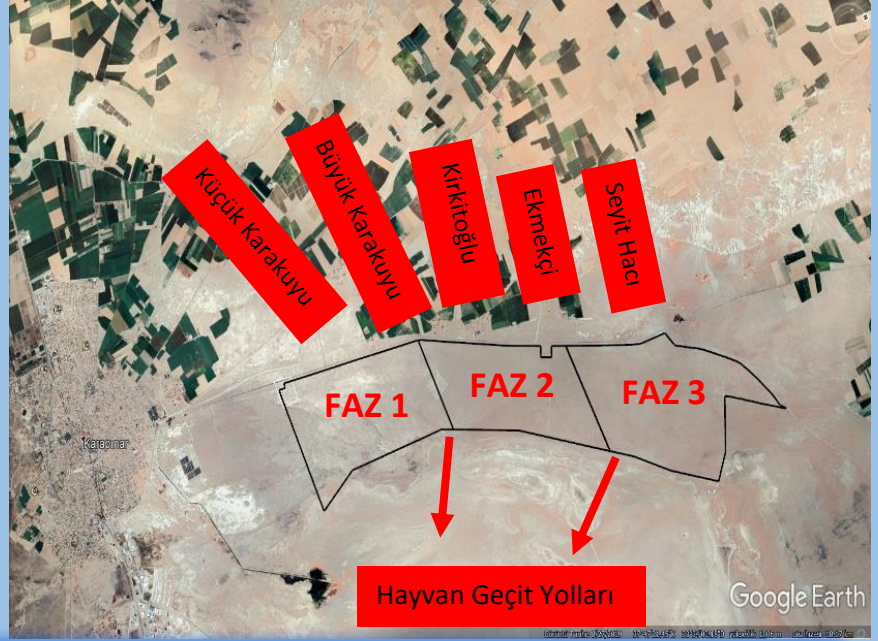 Küçük Karakuyu
Büyük Karakuyu
Kirkitoğlu
Ekmekçi
Seyit Hacı
FAZ 1
FAZ 2
FAZ 3
Karapınar
Hayvan Geçit Yolları
Google Earth